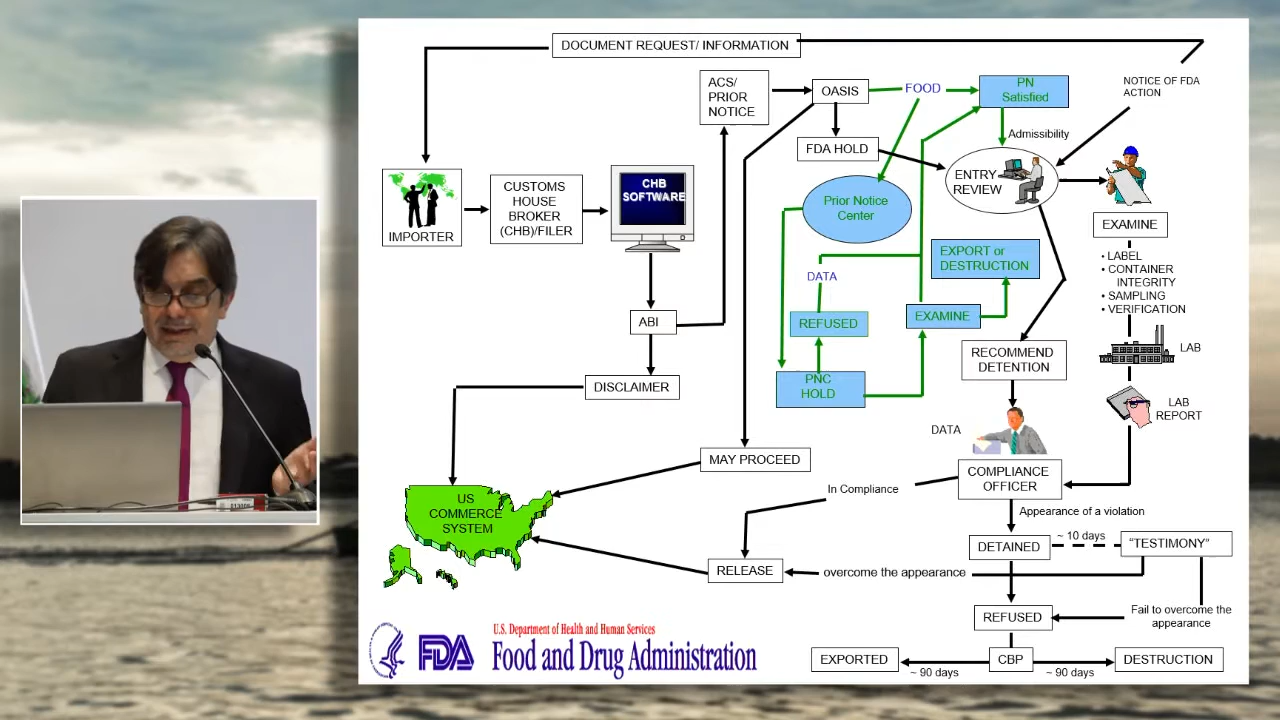 DOCUMENT REQUEST/ INFORMATION
ACS/
PRIOR
NOTICE
OASIS
FOOD
PN
Satisfied
NOTICE OF FDA
ACTION
Admissibility
FDA HOLD
ENTRY
REVIEW
IMPORTER
CUSTOMS
HOUSE
BROKER
(CHB)/FILER
CHB
SOFTWARE
Prior Notice
Center
EXAMINE
• LABEL
• CONTAINER
INTEGRITY
• SAMPLING
• VERIFICATION
EXPORT or
DESTRUCTION
DATA
ABI
REFUSED
EXAMINE
LAB
RECOMMEND
DETENTION
DISCLAIMER
PNC
HOLD
LAB
REPORT
DATA
MAY PROCEED
COMPLIANCE
OFFICER
In Compliance
US
COMMERCE
SYSTEM
Appearance of a violation
DETAINED
~ 10 days
“TESTIMONY”
RELEASE
overcome the appearance
REFUSED
Fail to overcome the
appearance
EXPORTED
~ 90 days
CBP
~ 90 days
DESTRUCTION
FDA
U.S. Department of Health and Human Services
Food and Drug Administration